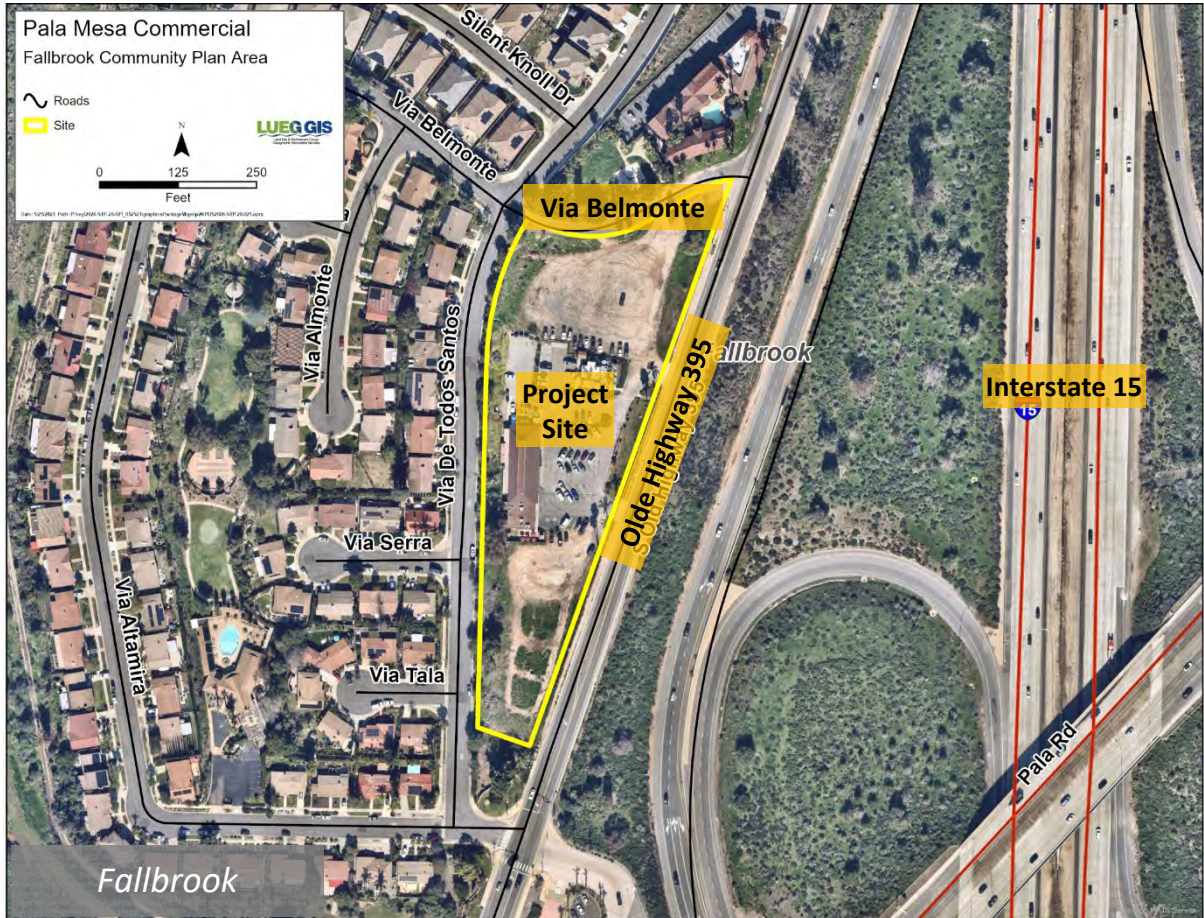 Pala Mesa Commercial
Fallbrook Community Plan Area
Roads
Site
N
LUEG GIS
0 125 250
Feet
Silent Knoll Dr
Via Belmonte
Via Belmonte
Via Almonte
Via De Todos Santos
Project
Site
Olde Highway 395
Fallbrook
Interstate 15
15
Via Serra
Via Altamira
Via Tala
Pala Rd
Fallbrook